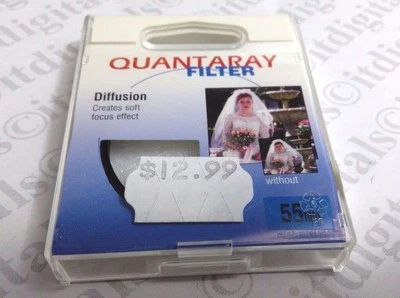 QUANTARAY
FILTER
Diffusion
Creates soft
focus effect
without
$12.99
55